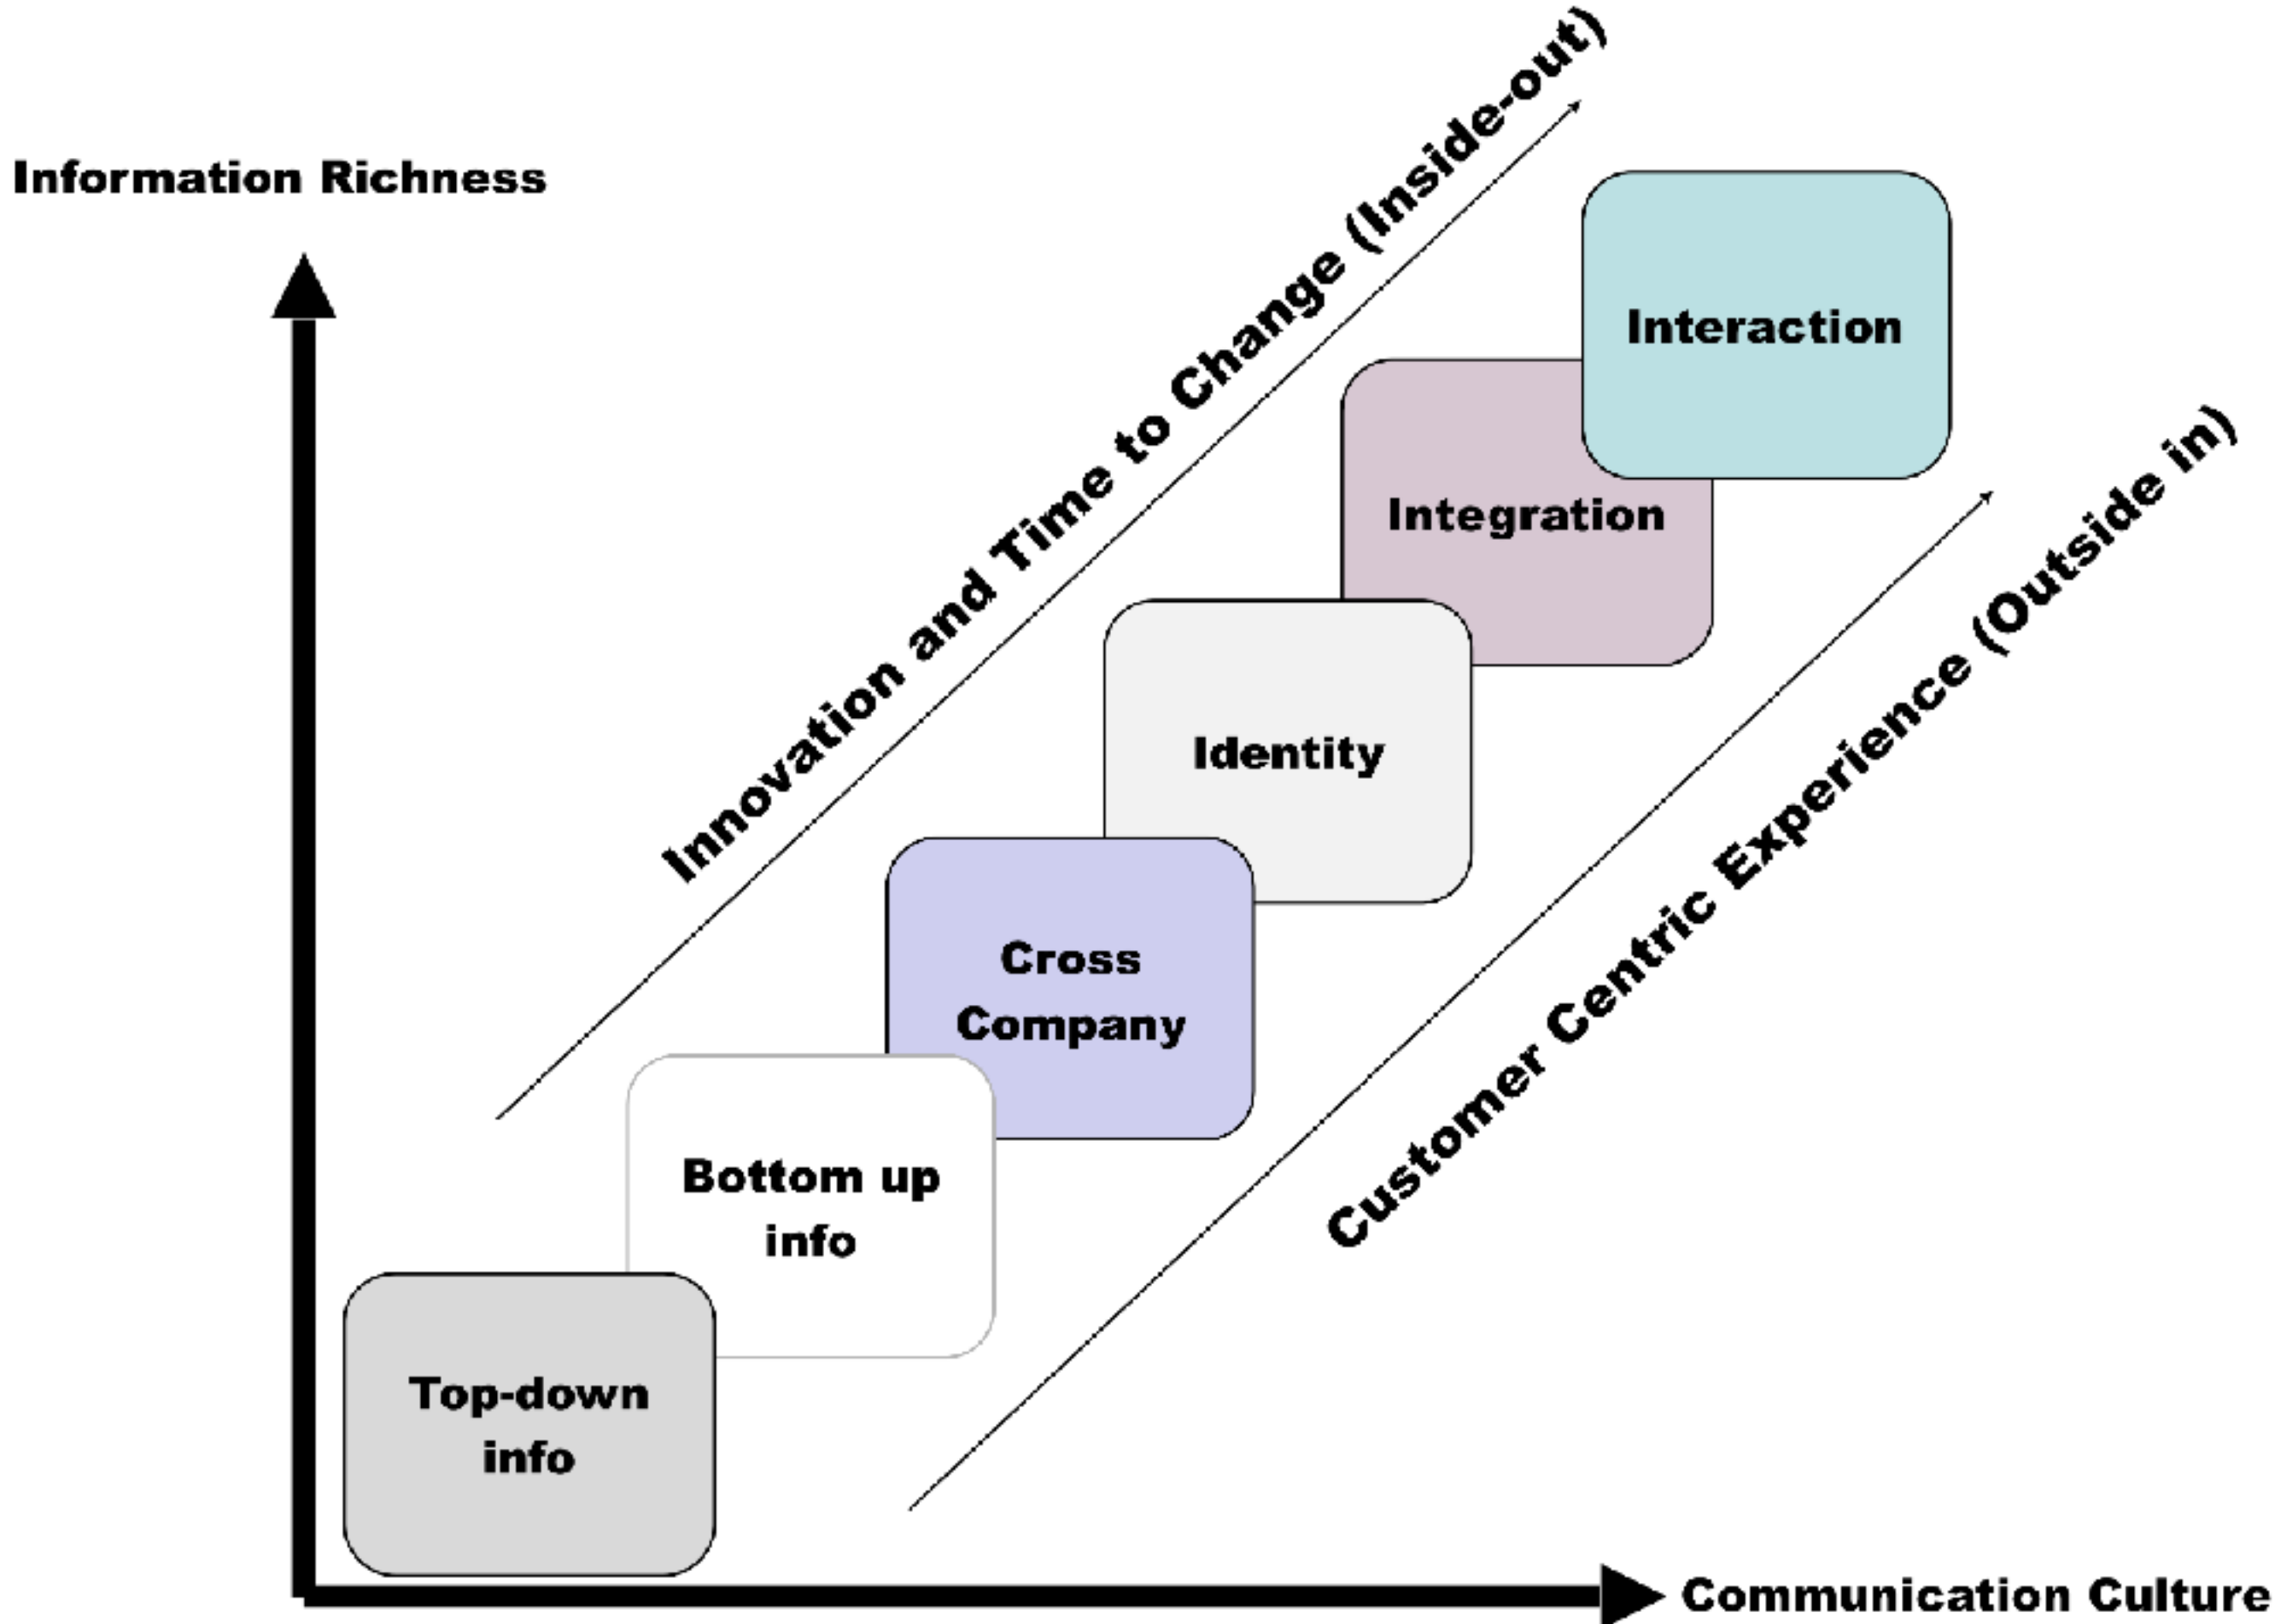 Information Richness
Innovation and Time to Change (Inside-out)
Interaction
Integration
Customer Centric Experience (Outside in)
Identity
Cross
Company
Bottom up
info
Top-down
info
Communication Culture